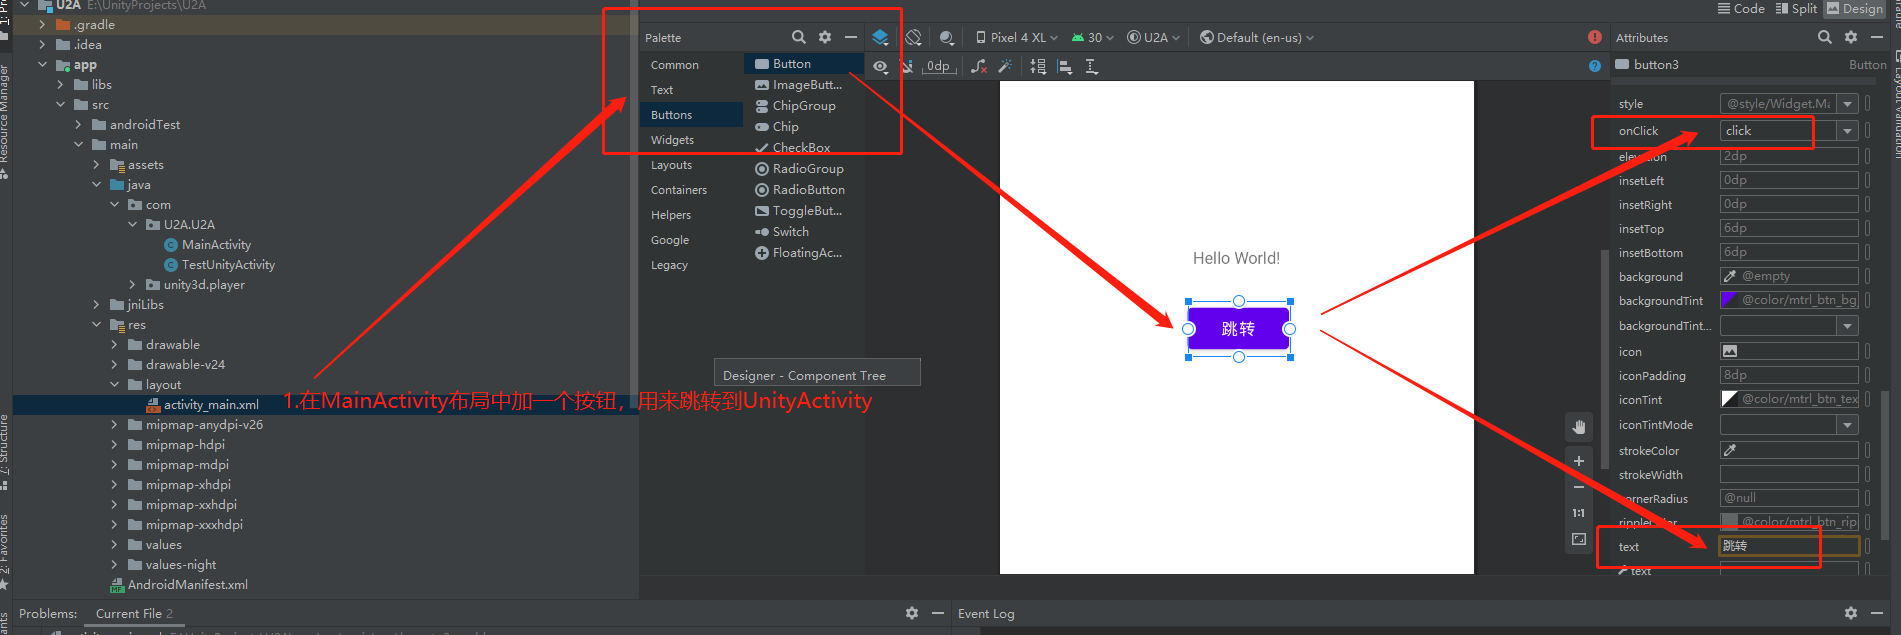 U2A E:\UnityProjects\U2A
.gradle
.idea
app
libs
src
androidTest
main
assets
java
com
U2A.U2A
MainActivity
TestUnityActivity
unity3d.player
jniLibs
res
drawable
drawable-v24
layout
activity_main.xml
mipmap-anydpi-v26
mipmap-hdpi
mipmap-mdpi
mipmap-xhdpi
mipmap-xxhdpi
mipmap-xxxhdpi
values
values-night
AndroidManifest.xml
Resource Manager
7: Structure
2: Favorites
1.在MainActivity布局中加一个按钮，用来跳转到UnityActivity
Palette
Common
Text
Buttons
Widgets
Layouts
Containers
Helpers
Google
Legacy
Button
ImageButt...
ChipGroup
Chip
CheckBox
RadioGroup
RadioButton
ToggleBut...
Switch
FloatingAc...
Designer - Component Tree
Code Split Design
Pixel 4 XL 30 U2A Default (en-us)
0dp
Hello World!
跳转
1:1
Attributes
button3 Button
style @style/Widget.Ma
onClick click
elevation 2dp
insetLeft 0dp
insetRight 0dp
insetTop 6dp
insetBottom 6dp
background @empty
backgroundTint @color/mtrl_btn_bg
backgroundTint...
icon
iconPadding 8dp
iconTint @color/mtrl_btn_tex
iconTintMode
strokeColor
strokeWidth
cornerRadius @null
rippleColor @color/mtrl_btn_rip
text 跳转
text
Layout Validation
Problems: Current File 2
Event Log